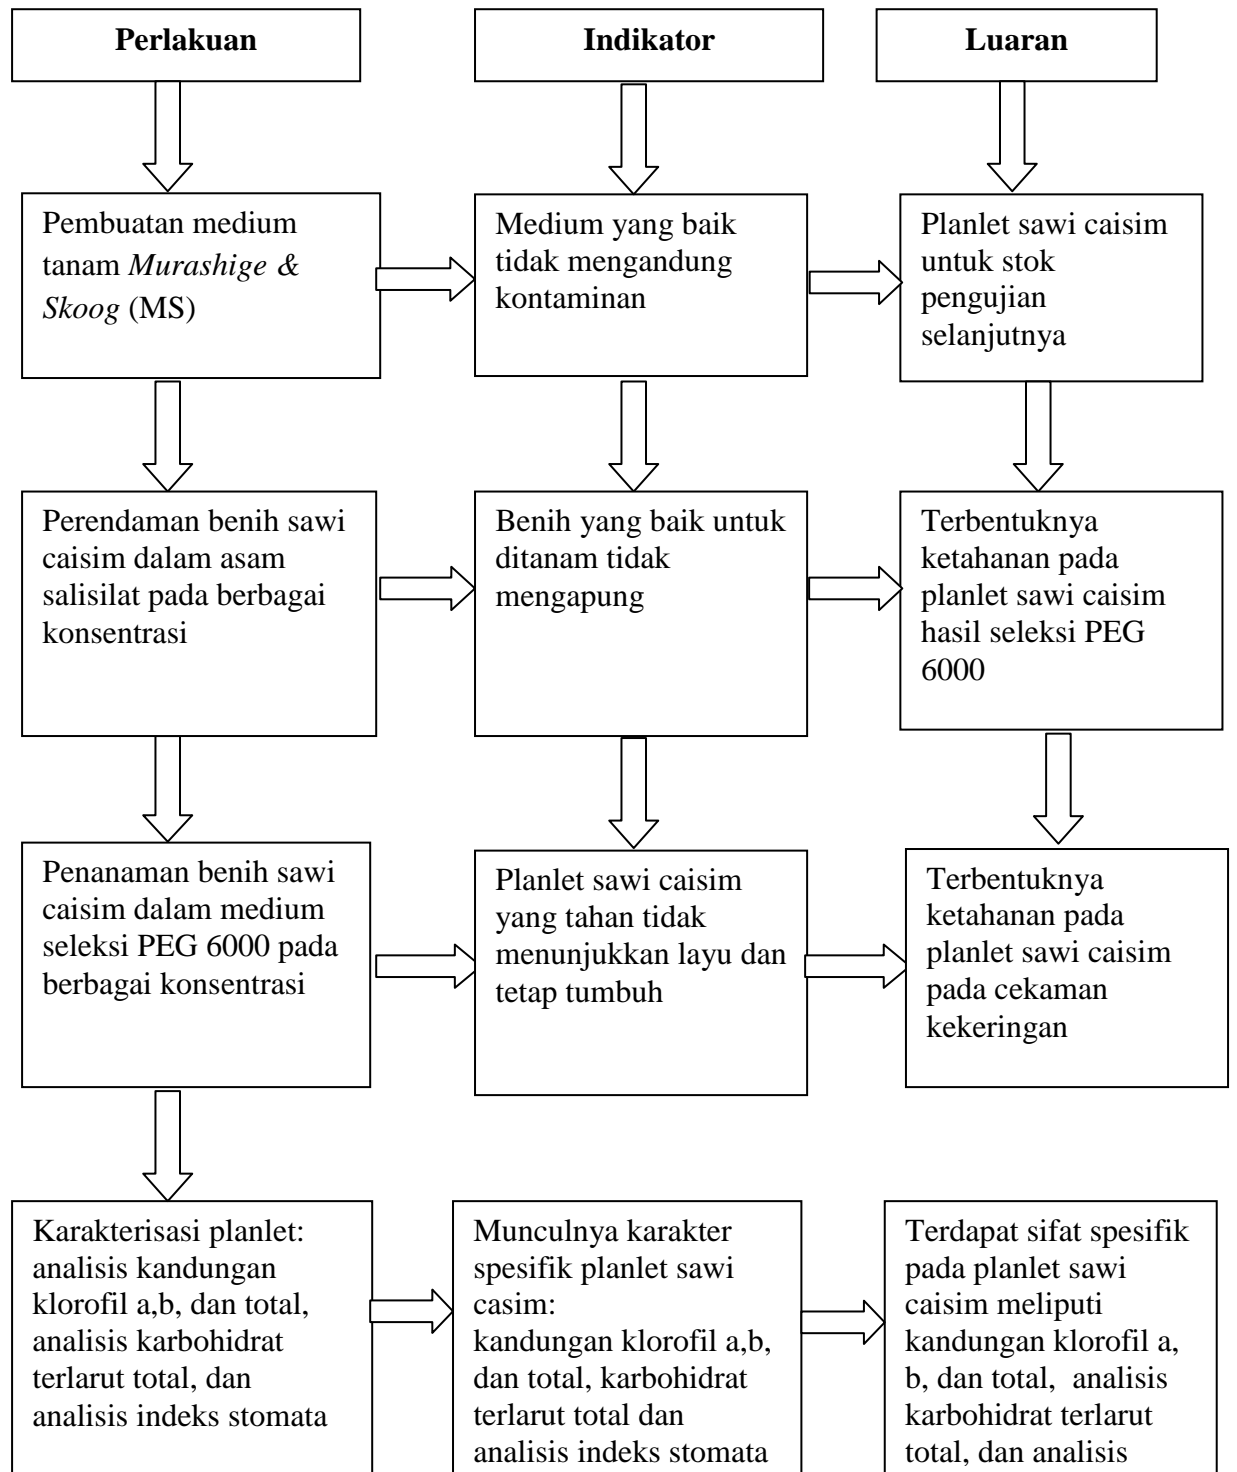 Perlakuan
Indikator
Luaran
Pembuatan medium
tanam Murashige &
Skoog (MS)
Medium yang baik
tidak mengandung
kontaminan
Planlet sawi caisim
untuk stok
pengujian
selanjutnya
Perendaman benih sawi
caisim dalam asam
salisilat pada berbagai
konsentrasi
Benih yang baik untuk
ditanam tidak
mengapung
Terbentuknya
ketahanan pada
planlet sawi caisim
hasil seleksi PEG
6000
Penanaman benih sawi
caisim dalam medium
seleksi PEG 6000 pada
berbagai konsentrasi
Planlet sawi caisim
yang tahan tidak
menunjukkan layu dan
tetap tumbuh
Terbentuknya
ketahanan pada
planlet sawi caisim
pada cekaman
kekeringan
Karakterisasi planlet:
analisis kandungan
klorofil a,b, dan total,
analisis karbohidrat
terlarut total, dan
analisis indeks stomata
Munculnya karakter
spesifik planlet sawi
casim:
kandungan klorofil a,b,
dan total, karbohidrat
terlarut total dan
analisis indeks stomata
Terdapat sifat spesifik
pada planlet sawi
caisim meliputi
kandungan klorofil a,
b, dan total, analisis
karbohidrat terlarut
total, dan analisis